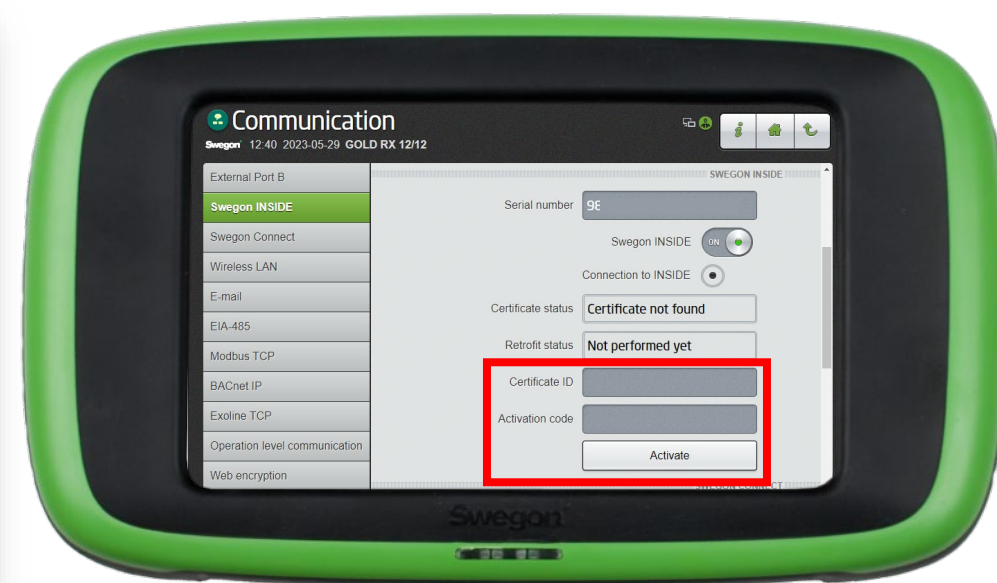 Communication
Swegon 12:40 2023-05-29 GOLD RX 12/12
External Port B
Swegon INSIDE
Swegon Connect
Wireless LAN
E-mail
EIA-485
Modbus TCP
BACnet IP
Exoline TCP
Operation level communication
Web encryption
SWEGON INSIDE
Serial number 98
Swegon INSIDE ON
Connection to INSIDE
Certificate status Certificate not found
Retrofit status Not performed yet
Certificate ID
Activation code
Activate
SWEGON CONNECT
Swegon